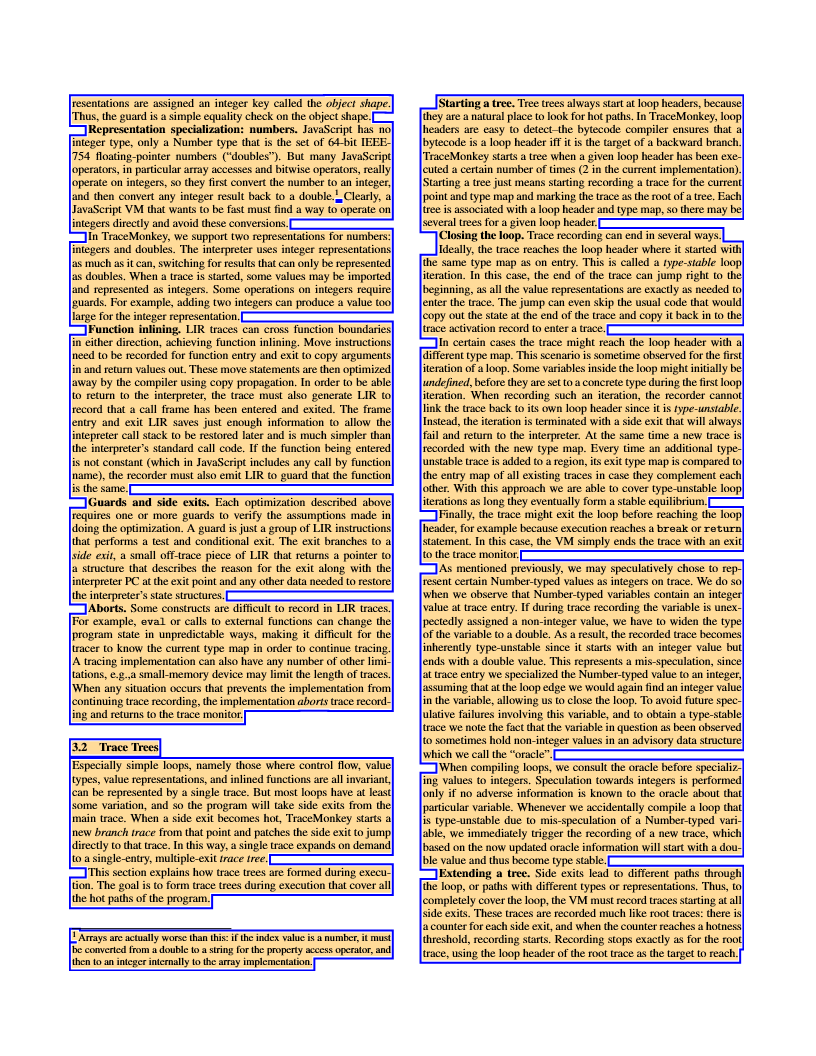 resentations are assigned an integer key called the object shape.
Thus, the guard is a simple equality check on the object shape.
Representation specialization: numbers. JavaScript has no
integer type, only a Number type that is the set of 64-bit IEEE-
754 floating-pointer numbers (“doubles”). But many JavaScript
operators, in particular array accesses and bitwise operators, really
operate on integers, so they first convert the number to an integer,
and then convert any integer result back to a double.1 Clearly, a
JavaScript VM that wants to be fast must find a way to operate on
integers directly and avoid these conversions.
In TraceMonkey, we support two representations for numbers:
integers and doubles. The interpreter uses integer representations
as much as it can, switching for results that can only be represented
as doubles. When a trace is started, some values may be imported
and represented as integers. Some operations on integers require
guards. For example, adding two integers can produce a value too
large for the integer representation.
Function inlining. LIR traces can cross function boundaries
in either direction, achieving function inlining. Move instructions
need to be recorded for function entry and exit to copy arguments
in and return values out. These move statements are then optimized
away by the compiler using copy propagation. In order to be able
to return to the interpreter, the trace must also generate LIR to
record that a call frame has been entered and exited. The frame
entry and exit LIR saves just enough information to allow the
intepreter call stack to be restored later and is much simpler than
the interpreter's standard call code. If the function being entered
is not constant (which in JavaScript includes any call by function
name), the recorder must also emit LIR to guard that the function
is the same.
Guards and side exits. Each optimization described above
requires one or more guards to verify the assumptions made in
doing the optimization. A guard is just a group of LIR instructions
that performs a test and conditional exit. The exit branches to a
side exit, a small off-trace piece of LIR that returns a pointer to
a structure that describes the reason for the exit along with the
interpreter PC at the exit point and any other data needed to restore
the interpreter's state structures.
Aborts. Some constructs are difficult to record in LIR traces.
For example, eval or calls to external functions can change the
program state in unpredictable ways, making it difficult for the
tracer to know the current type map in order to continue tracing.
A tracing implementation can also have any number of other limi-
tations, e.g.,a small-memory device may limit the length of traces.
When any situation occurs that prevents the implementation from
continuing trace recording, the implementation aborts trace record-
ing and returns to the trace monitor.
3.2 Trace Trees
Especially simple loops, namely those where control flow, value
types, value representations, and inlined functions are all invariant,
can be represented by a single trace. But most loops have at least
some variation, and so the program will take side exits from the
main trace. When a side exit becomes hot, TraceMonkey starts a
new branch trace from that point and patches the side exit to jump
directly to that trace. In this way, a single trace expands on demand
to a single-entry, multiple-exit trace tree.
This section explains how trace trees are formed during execu-
tion. The goal is to form trace trees during execution that cover all
the hot paths of the program.
1 Arrays are actually worse than this: if the index value is a number, it must
be converted from a double to a string for the property access operator, and
then to an integer internally to the array implementation.
Starting a tree. Tree trees always start at loop headers, because
they are a natural place to look for hot paths. In TraceMonkey, loop
headers are easy to detect–the bytecode compiler ensures that a
bytecode is a loop header iff it is the target of a backward branch.
TraceMonkey starts a tree when a given loop header has been exe-
cuted a certain number of times (2 in the current implementation).
Starting a tree just means starting recording a trace for the current
point and type map and marking the trace as the root of a tree. Each
tree is associated with a loop header and type map, so there may be
several trees for a given loop header.
Closing the loop. Trace recording can end in several ways.
Ideally, the trace reaches the loop header where it started with
the same type map as on entry. This is called a type-stable loop
iteration. In this case, the end of the trace can jump right to the
beginning, as all the value representations are exactly as needed to
enter the trace. The jump can even skip the usual code that would
copy out the state at the end of the trace and copy it back in to the
trace activation record to enter a trace.
In certain cases the trace might reach the loop header with a
different type map. This scenario is sometime observed for the first
iteration of a loop. Some variables inside the loop might initially be
undefined, before they are set to a concrete type during the first loop
iteration. When recording such an iteration, the recorder cannot
link the trace back to its own loop header since it is type-unstable.
Instead, the iteration is terminated with a side exit that will always
fail and return to the interpreter. At the same time a new trace is
recorded with the new type map. Every time an additional type-
unstable trace is added to a region, its exit type map is compared to
the entry map of all existing traces in case they complement each
other. With this approach we are able to cover type-unstable loop
iterations as long they eventually form a stable equilibrium.
Finally, the trace might exit the loop before reaching the loop
header, for example because execution reaches a break or return
statement. In this case, the VM simply ends the trace with an exit
to the trace monitor.
As mentioned previously, we may speculatively chose to rep-
resent certain Number-typed values as integers on trace. We do so
when we observe that Number-typed variables contain an integer
value at trace entry. If during trace recording the variable is unex-
pectedly assigned a non-integer value, we have to widen the type
of the variable to a double. As a result, the recorded trace becomes
inherently type-unstable since it starts with an integer value but
ends with a double value. This represents a mis-speculation, since
at trace entry we specialized the Number-typed value to an integer,
assuming that at the loop edge we would again find an integer value
in the variable, allowing us to close the loop. To avoid future spec-
ulative failures involving this variable, and to obtain a type-stable
trace we note the fact that the variable in question as been observed
to sometimes hold non-integer values in an advisory data structure
which we call the “oracle”.
When compiling loops, we consult the oracle before specializ-
ing values to integers. Speculation towards integers is performed
only if no adverse information is known to the oracle about that
particular variable. Whenever we accidentally compile a loop that
is type-unstable due to mis-speculation of a Number-typed vari-
able, we immediately trigger the recording of a new trace, which
based on the now updated oracle information will start with a dou-
ble value and thus become type stable.
Extending a tree. Side exits lead to different paths through
the loop, or paths with different types or representations. Thus, to
completely cover the loop, the VM must record traces starting at all
side exits. These traces are recorded much like root traces: there is
a counter for each side exit, and when the counter reaches a hotness
threshold, recording starts. Recording stops exactly as for the root
trace, using the loop header of the root trace as the target to reach.